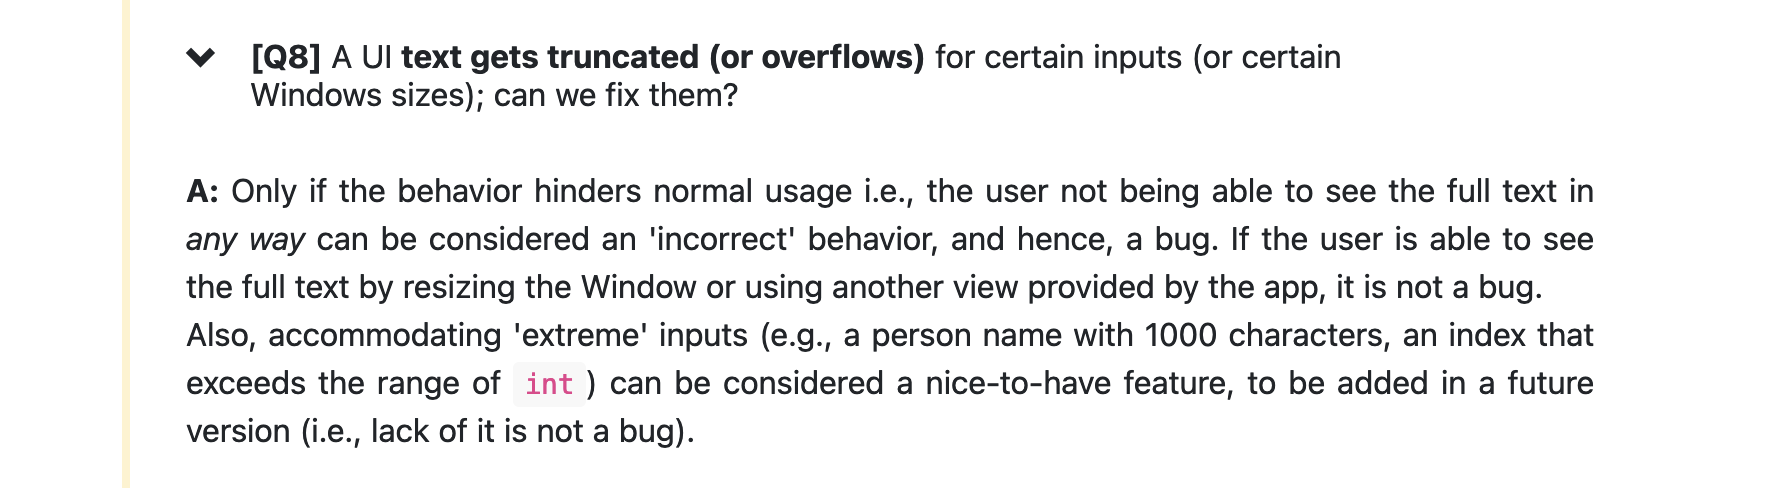 [Q8] A UI text gets truncated (or overflows) for certain inputs (or certain
Windows sizes); can we fix them?
A: Only if the behavior hinders normal usage i.e., the user not being able to see the full text in
any way can be considered an 'incorrect' behavior, and hence, a bug. If the user is able to see
the full text by resizing the Window or using another view provided by the app, it is not a bug.
Also, accommodating 'extreme' inputs (e.g., a person name with 1000 characters, an index that
exceeds the range of int ) can be considered a nice-to-have feature, to be added in a future
version (i.e., lack of it is not a bug).